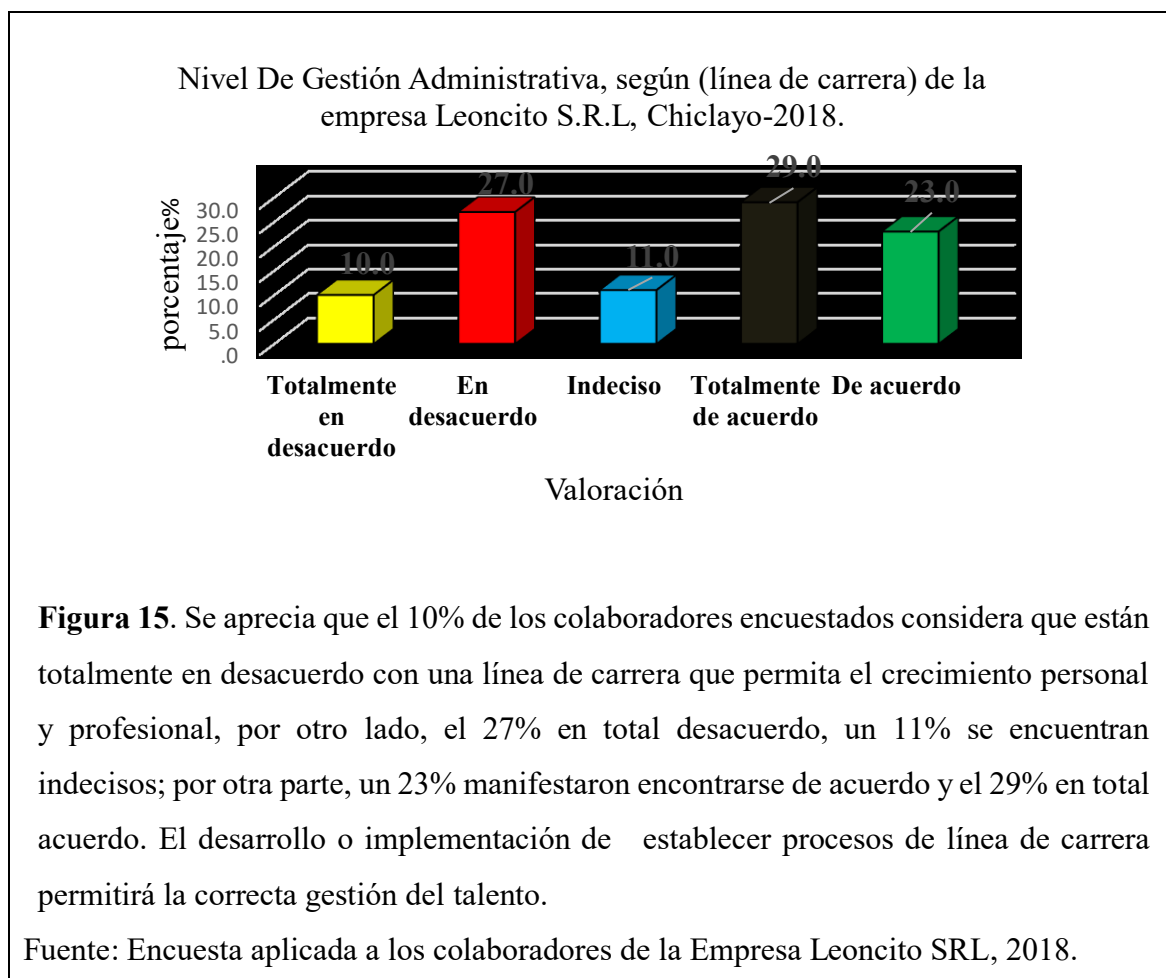 Nivel De Gestión Administrativa, según (línea de carrera) de la
empresa Leoncito S.R.L, Chiclayo-2018.
porcentaje%
30.0
25.0
20.0
15.0
10.0
5.0
.0
10.0
27.0
11.0
29.0
23.0
Totalmente
en
desacuerdo
En
desacuerdo
Indeciso
Totalmente
de acuerdo
De acuerdo
Valoración
Figura 15. Se aprecia que el 10% de los colaboradores encuestados considera que están
totalmente en desacuerdo con una línea de carrera que permita el crecimiento personal
y profesional, por otro lado, el 27% en total desacuerdo, un 11% se encuentran
indecisos; por otra parte, un 23% manifestaron encontrarse de acuerdo y el 29% en total
acuerdo. El desarrollo o implementación de establecer procesos de línea de carrera
permitirá la correcta gestión del talento.
Fuente: Encuesta aplicada a los colaboradores de la Empresa Leoncito SRL, 2018.